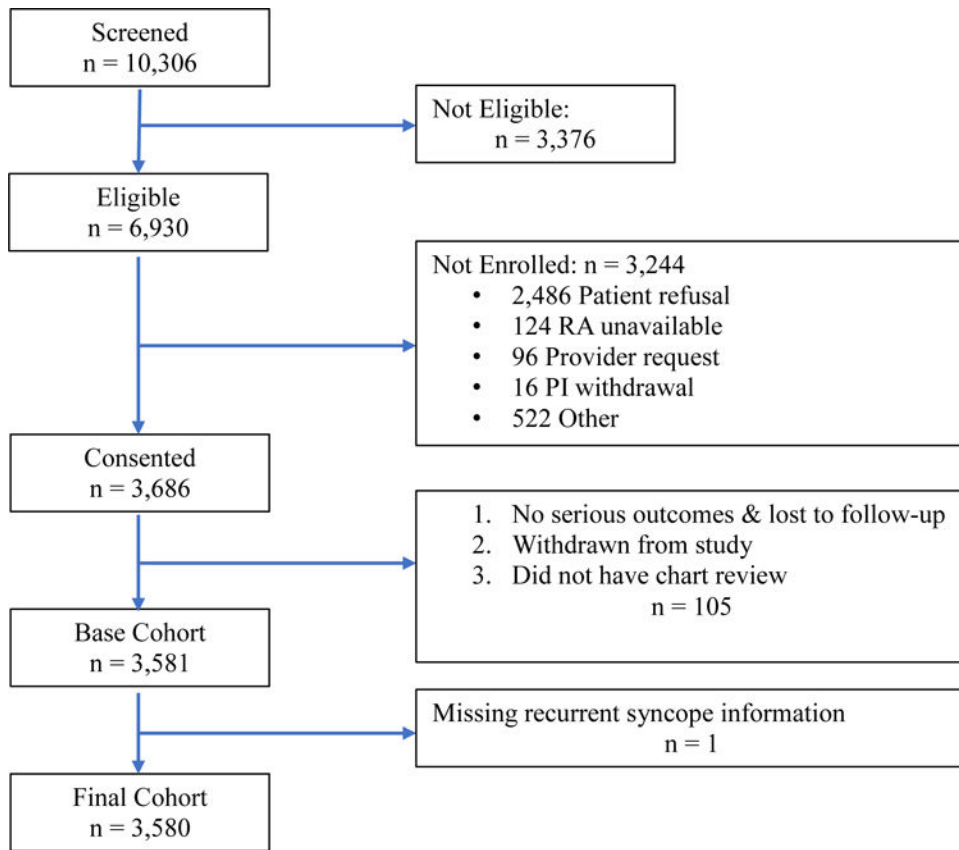 Screened
n = 10,306
Not Eligible:
n = 3,376
Eligible
n = 6,930
Not Enrolled: n = 3,244
• 2,486 Patient refusal
• 124 RA unavailable
• 96 Provider request
• 16 PI withdrawal
• 522 Other
Consented
n = 3,686
1. No serious outcomes & lost to follow-up
2. Withdrawn from study
3. Did not have chart review
n = 105
Base Cohort
n = 3,581
Missing recurrent syncope information
n = 1
Final Cohort
n = 3,580